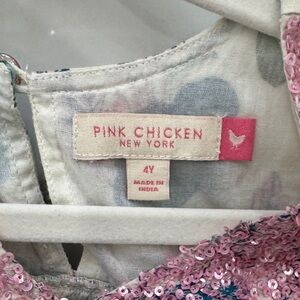 PINK CHICKEN
NEW YORK
4Y
MADE IN
INDIA